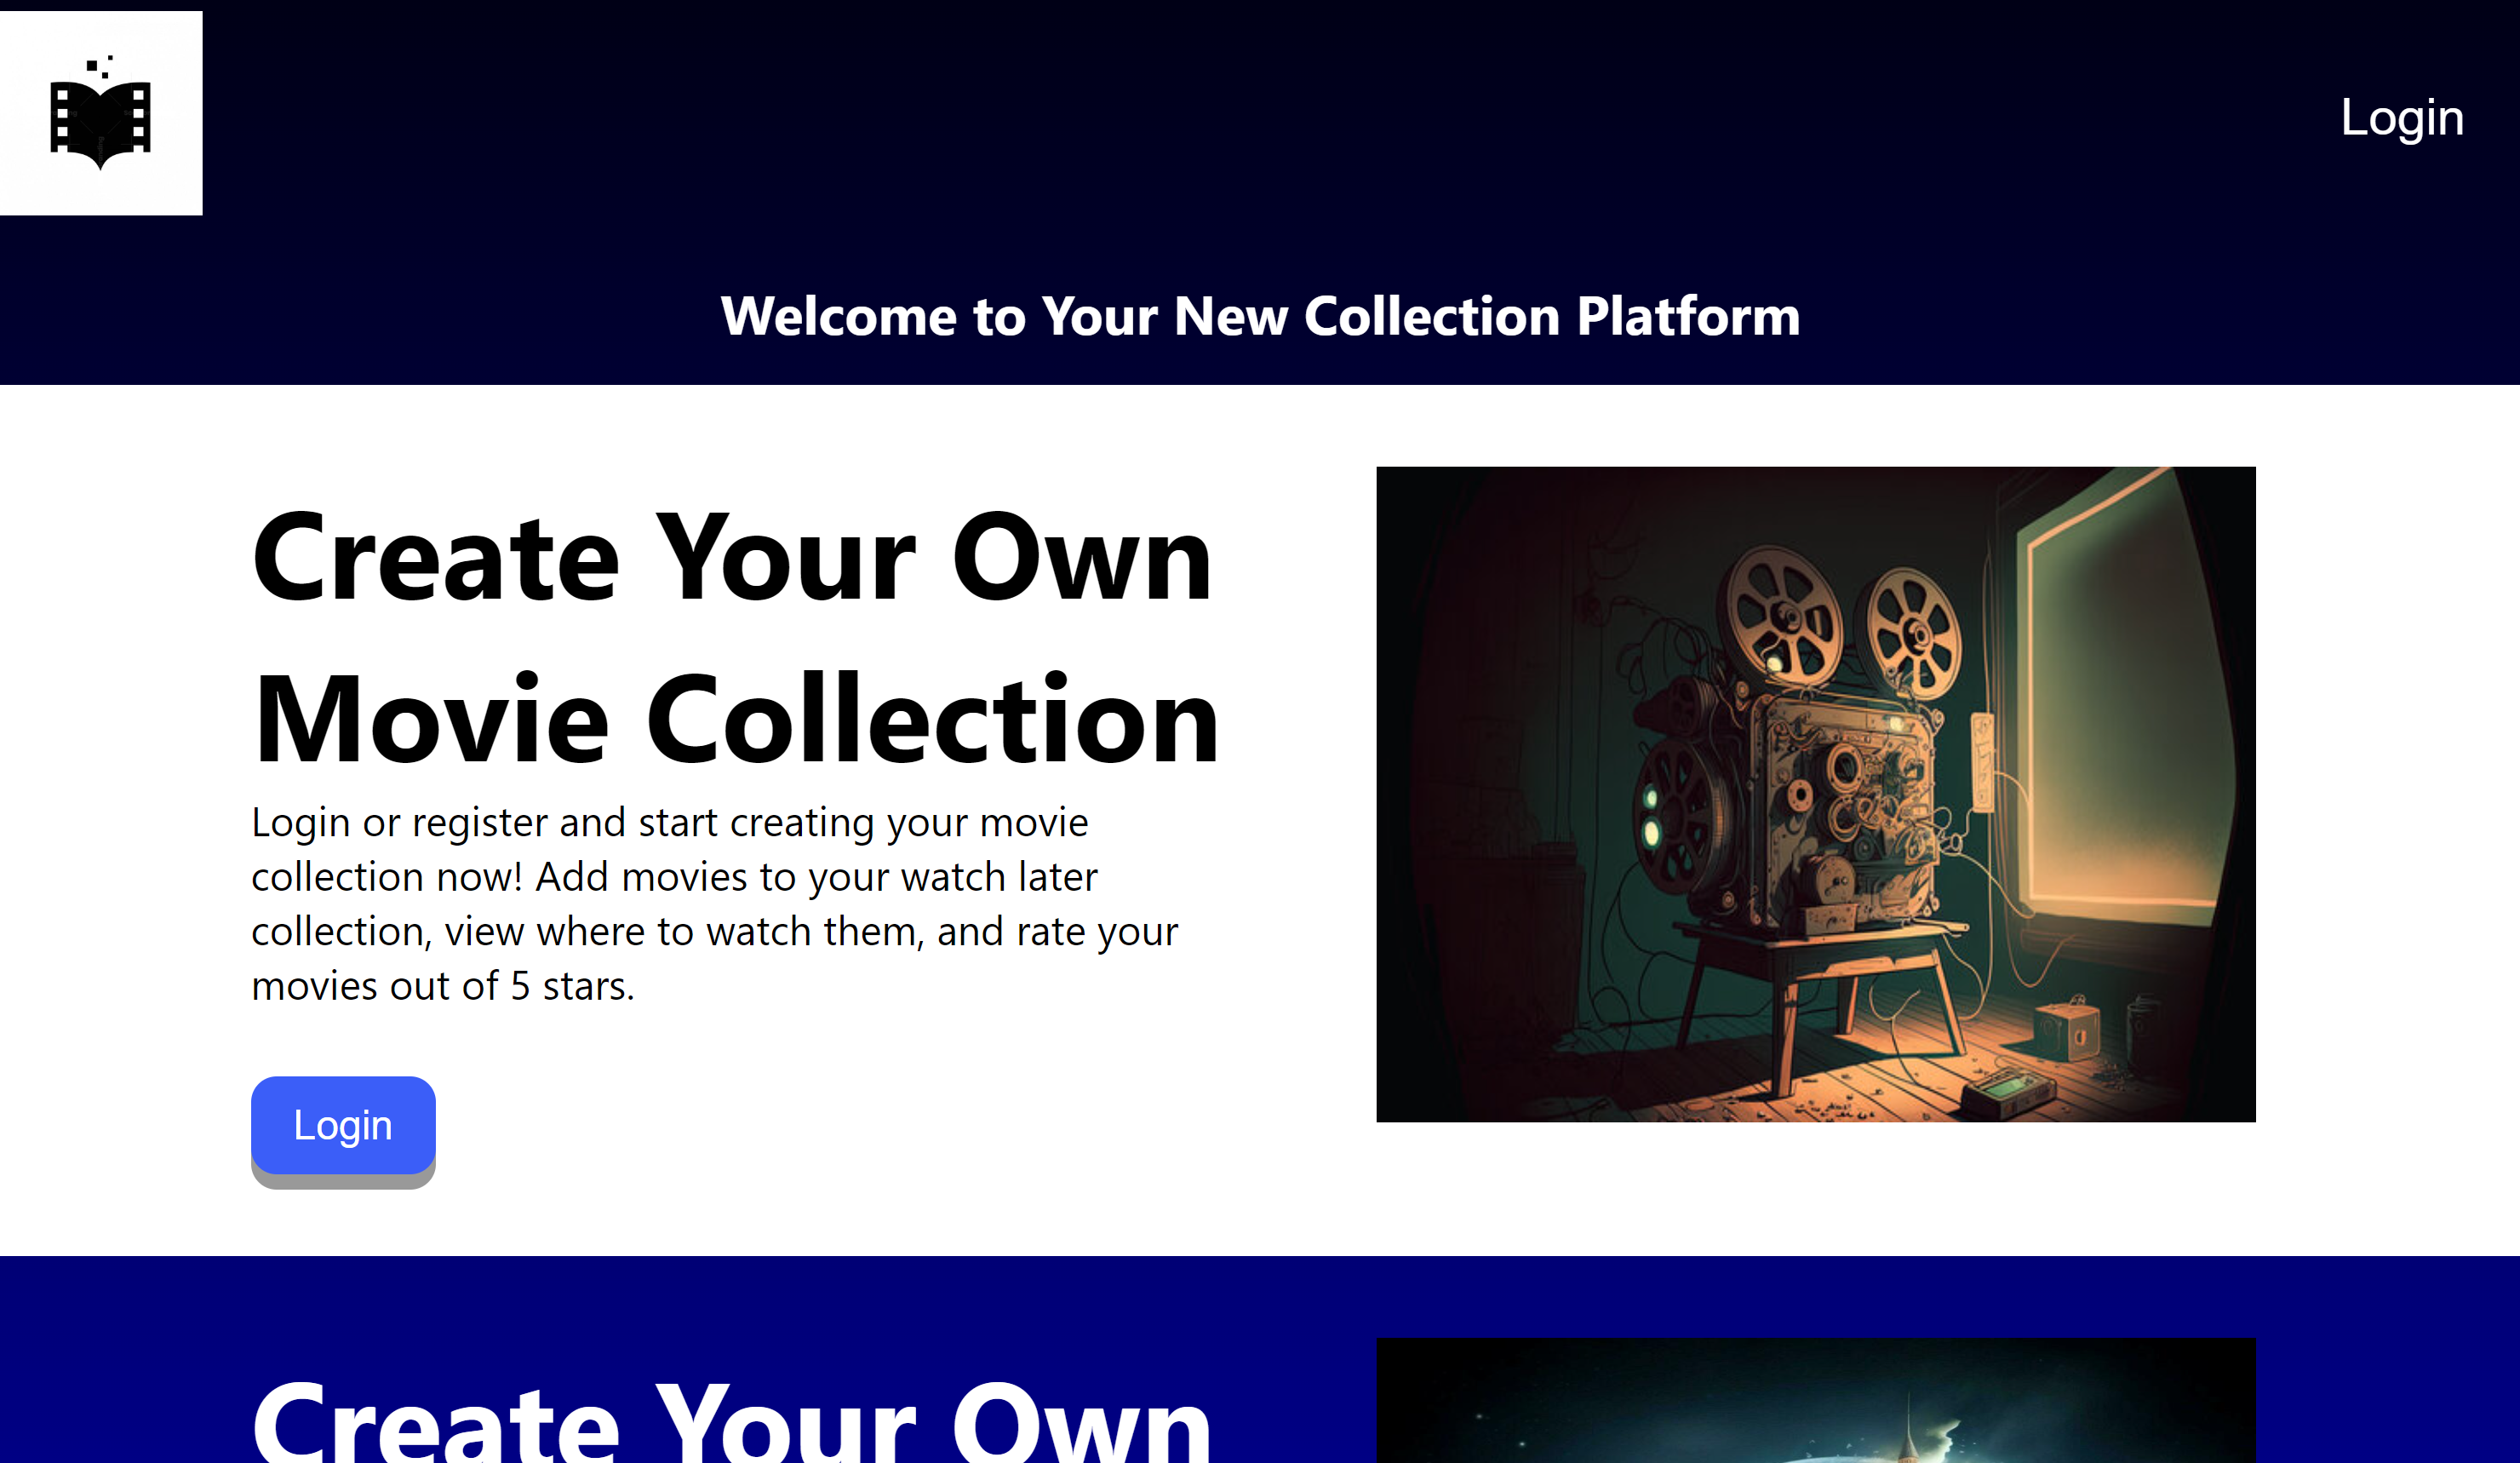 Login
Welcome to Your New Collection Platform
Create Your Own
Movie Collection
Login or register and start creating your movie
collection now! Add movies to your watch later
collection, view where to watch them, and rate your
movies out of 5 stars.
Login
Create Your Own